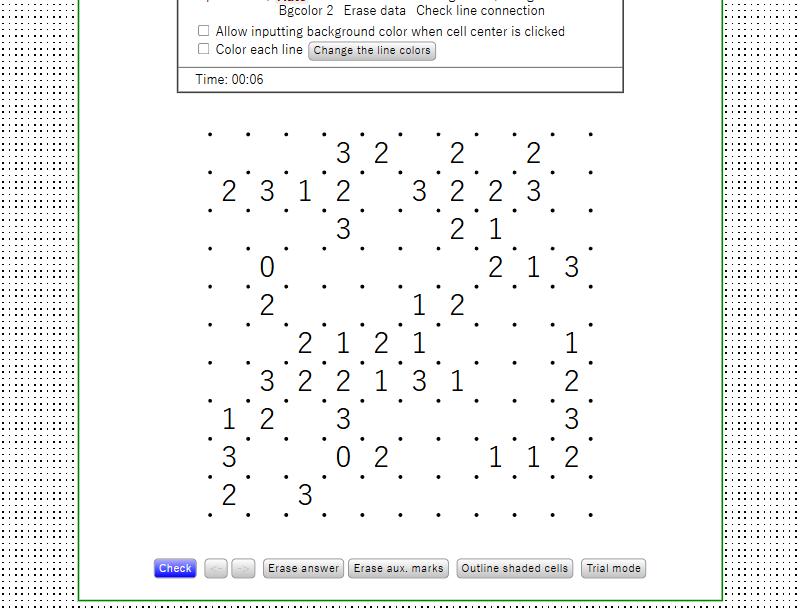 Bgcolor 2 Erase data Check line connection
Allow inputting background color when cell center is clicked
Color each line Change the line colors
Time: 00:06
3 2 2 2
2 3 1 2 3 2 2 3
3 2 1
0 2 1 3
2 1 2
2 1 2 1 1
3 2 2 1 3 1 2
1 2 3 3
3 0 2 1 1 2
2 3
Check <- -> Erase answer Erase aux. marks Outline shaded cells Trial mode